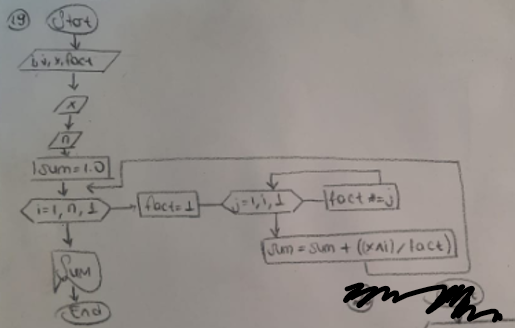 19
Start
i, j, x, fact
x
n
sum=1.0
i=1, n, 1
fact=1
j=1, i, 1
fact *=j
sum = sum + ((x^i)/fact)
Sum
End